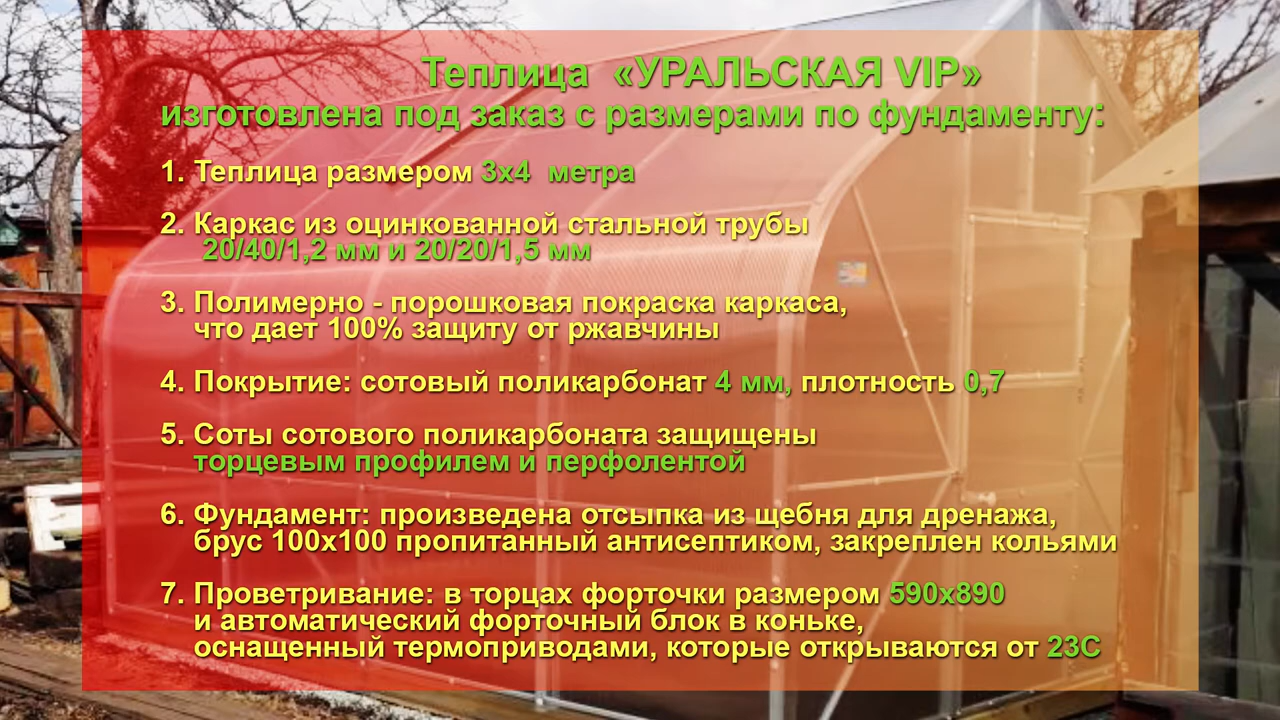 Теплица «УРАЛЬСКАЯ VIP»
изготовлена под заказ с размерами по фундаменту:
1. Теплица размером 3х4 метра
2. Каркас из оцинкованной стальной трубы
20/40/1,2 мм и 20/20/1,5 мм
3. Полимерно - порошковая покраска каркаса,
что дает 100% защиту от ржавчины
4. Покрытие: сотовый поликарбонат 4 мм, плотность 0,7
5. Соты сотового поликарбоната защищены
торцевым профилем и перфолентой
6. Фундамент: произведена отсыпка из щебня для дренажа,
брус 100х100 пропитанный антисептиком, закреплен кольями
7. Проветривание: в торцах форточки размером 590х890
и автоматический форточный блок в коньке,
оснащенный термоприводами, которые открываются от 23С